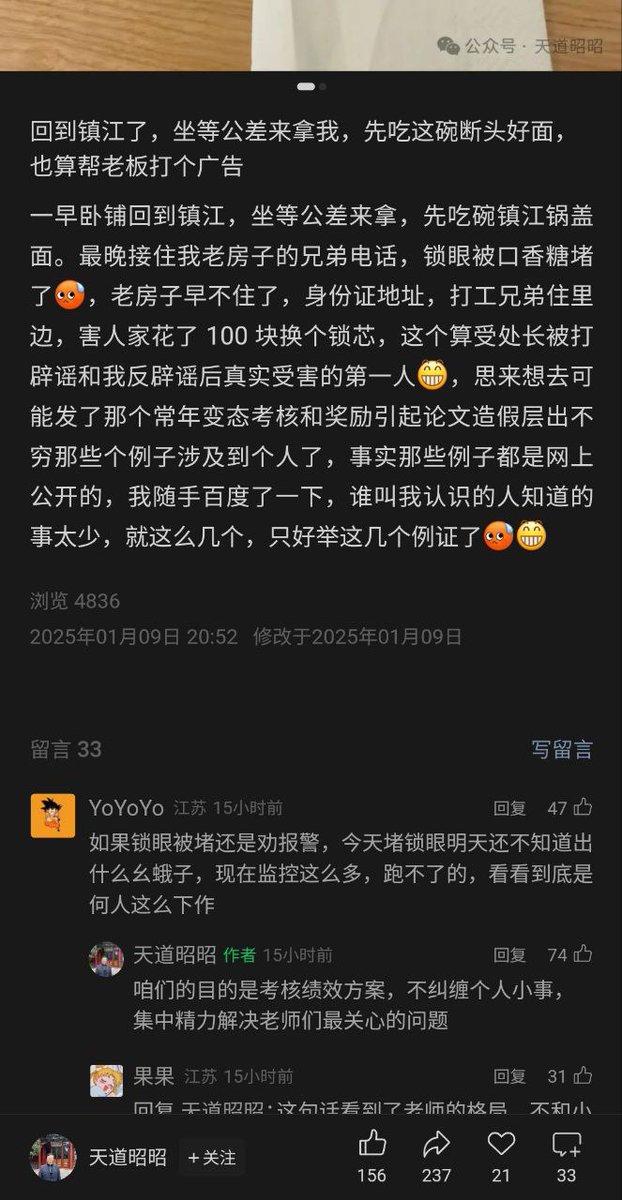 公众号 · 天道昭昭
回到镇江了，坐等公差来拿我，先吃这碗断头好面，
也算帮老板打个广告
一早卧铺回到镇江，坐等公差来拿，先吃碗镇江锅盖
面。最晚接住我老房子的兄弟电话，锁眼被口香糖堵
了🥵，老房子早不住了，身份证地址，打工兄弟住里
边，害人家花了 100 块换个锁芯，这个算受处长被打
辟谣和我反辟谣后真实受害的第一人😁，思来想去可
能发了那个常年变态考核和奖励引起论文造假层出不
穷那些个例子涉及到个人了，事实那些例子都是网上
公开的，我随手百度了一下，谁叫我认识的人知道的
事太少，就这么几个，只好举这几个例证了🥵😁
浏览 4836
2025年01月09日 20:52 修改于2025年01月09日
留言 33
写留言
YoYoYo 江苏 15小时前 回复 47
如果锁眼被堵还是劝报警，今天堵锁眼明天还不知道出
什么幺蛾子，现在监控这么多，跑不了的，看看到底是
何人这么下作
天道昭昭 作者 15小时前 回复 74
咱们的目的是考核绩效方案，不纠缠个人小事，
集中精力解决老师们最关心的问题
果果 江苏 15小时前 回复 31
回复 天道昭昭：这句话看到了老师的格局，不和小
天道昭昭 +关注
156 237 21 33